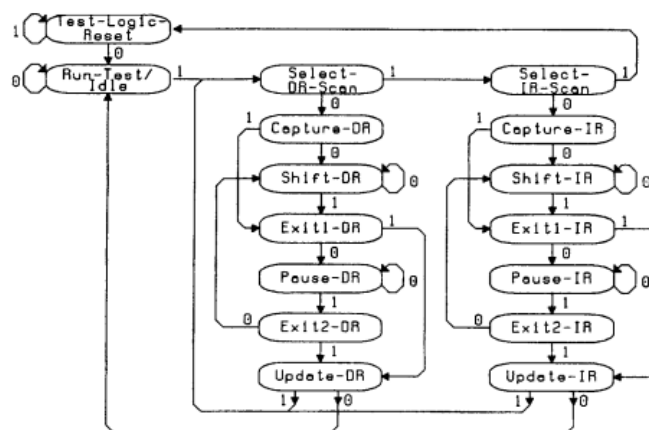 Test-Logic-
Reset
1
0
Run-Test/
Idle
0
1
Select-
DR-Scan
1
0
Select-
IR-Scan
1
0
Capture-DR
1
0
Capture-IR
1
0
Shift-DR
0
1
Shift-IR
0
1
Exit1-DR
1
0
Exit1-IR
1
0
Pause-DR
0
1
Pause-IR
0
1
Exit2-DR
0
1
Exit2-IR
0
1
Update-DR
1
0
Update-IR
1
0